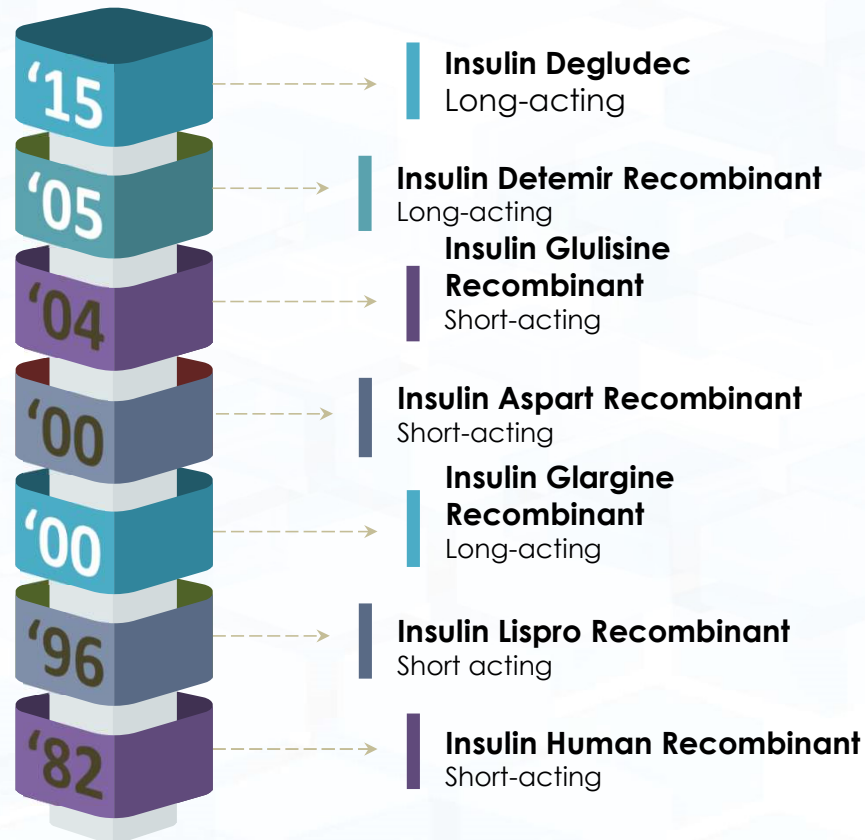 ‘15
Insulin Degludec
Long-acting
‘05
Insulin Detemir Recombinant
Long-acting
‘04
Insulin Glulisine
Recombinant
Short-acting
‘00
Insulin Aspart Recombinant
Short-acting
‘00
Insulin Glargine
Recombinant
Long-acting
‘96
Insulin Lispro Recombinant
Short acting
‘82
Insulin Human Recombinant
Short-acting